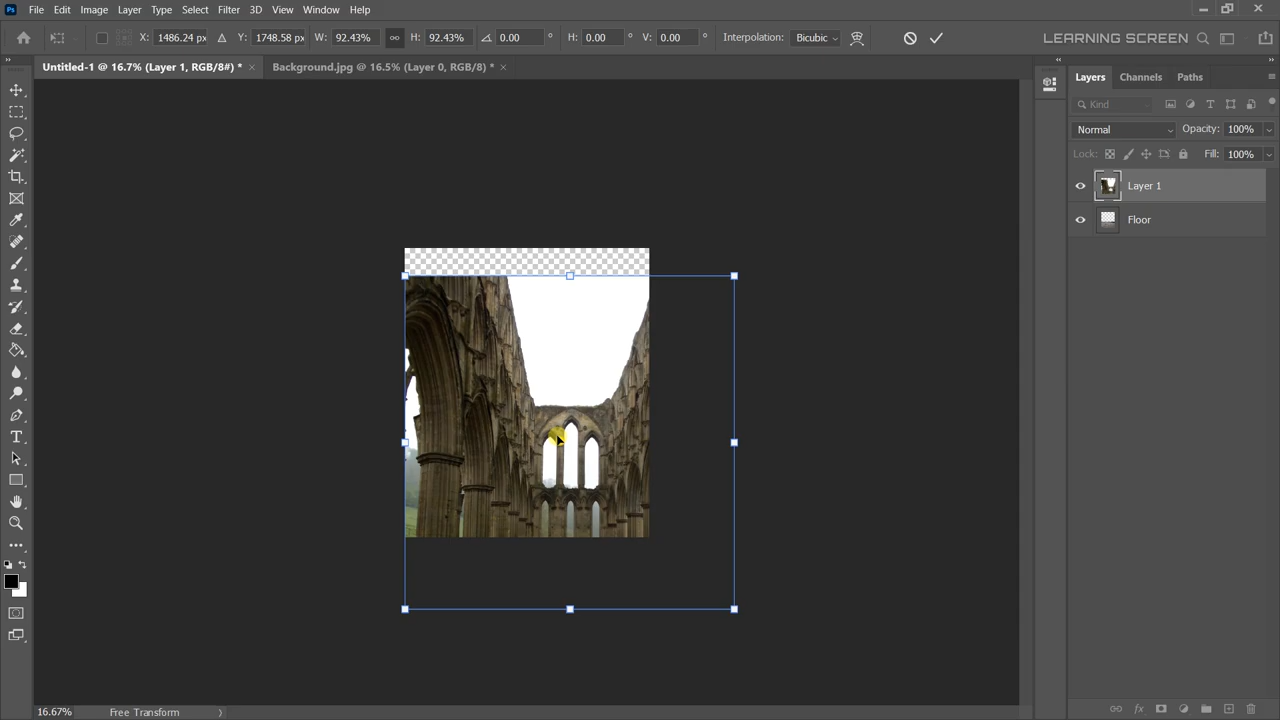 Ps File Edit Image Layer Type Select Filter 3D View Window Help
X: 1486.24 px Y: 1748.58 px W: 92.43% H: 92.43% 0.00 ° H: 0.00 ° V: 0.00 ° Interpolation: Bicubic LEARNING SCREEN
Untitled-1 @ 16.7% (Layer 1, RGB/8#) * × Background.jpg @ 16.5% (Layer 0, RGB/8) * ×
Layers Channels Paths
Kind
Normal Opacity: 100%
Lock: Fill: 100%
Layer 1
Floor
16.67% Free Transform